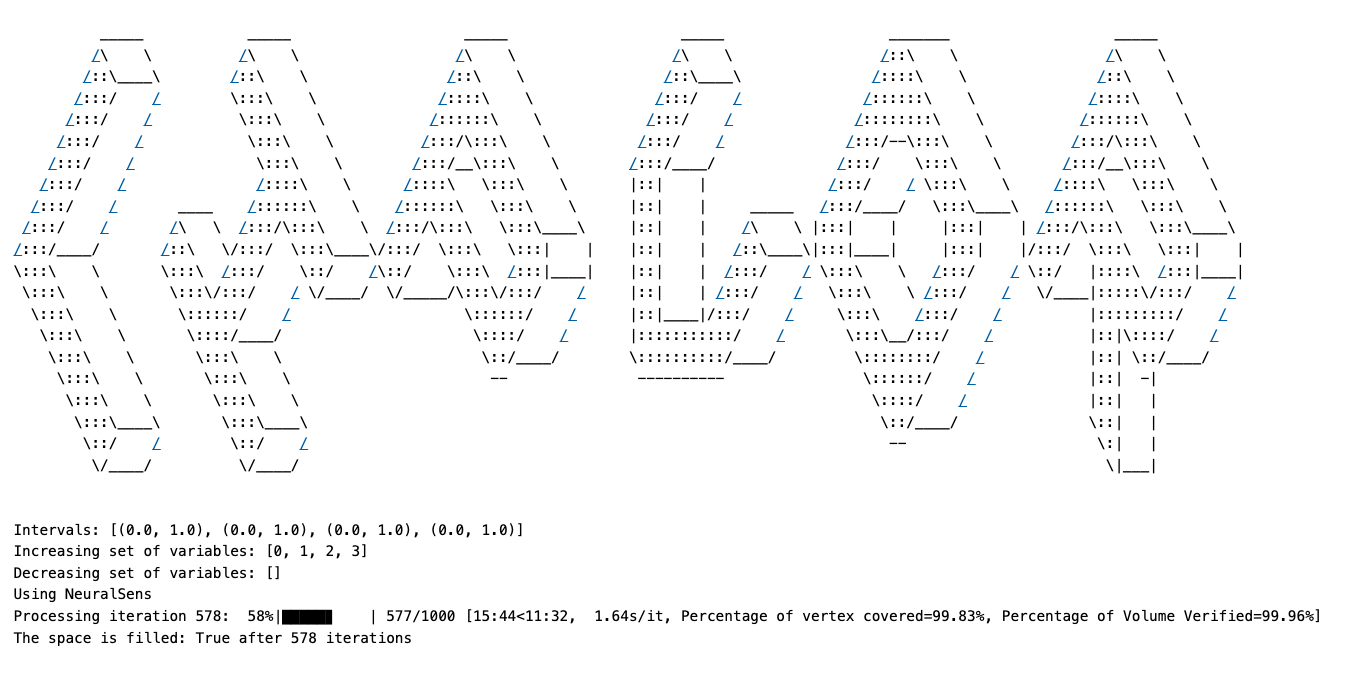 Intervals: [(0.0, 1.0), (0.0, 1.0), (0.0, 1.0), (0.0, 1.0)]
Increasing set of variables: [0, 1, 2, 3]
Decreasing set of variables: []
Using NeuralSens
Processing iteration 578:  58%|██████    | 577/1000 [15:44<11:32,  1.64s/it, Percentage of vertex covered=99.83%, Percentage of Volume Verified=99.96%]
The space is filled: True after 578 iterations